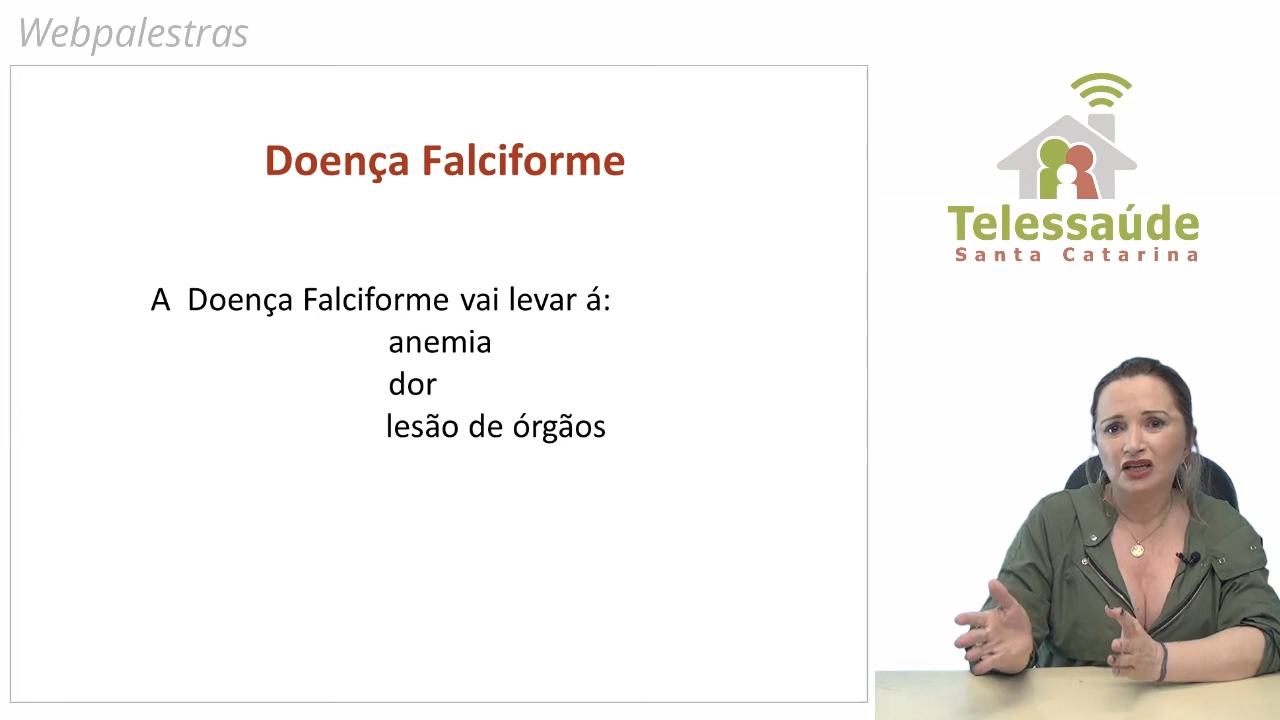 Webpalestras
Doença Falciforme
A Doença Falciforme vai levar á:
anemia
dor
lesão de órgãos
Telessaúde
Santa Catarina